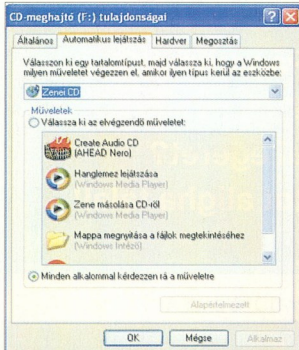 CD-meghajtó (F:) tulajdonságai
Általános
Automatikus lejátszás
Hardver
Megosztás
Válasszon ki egy tartalomtípust, majd válassza ki, hogy a Windows
milyen műveletet végezzen el, amikor ilyen típus kerül az eszközbe:
Zenei CD
Műveletek
Válassza ki az elvégzendő műveletet:
Create Audio CD
(AHEAD Nero)
Hanglemez lejátszása
(Windows Media Player)
Zene másolása CD-ről
(Windows Media Player)
Mappa megnyitása a fájlok megtekintéséhez
(Windows Intéző)
Minden alkalommal kérdezzen rá a műveletre
Alapértelmezett
OK
Mégse
Alkalmaz